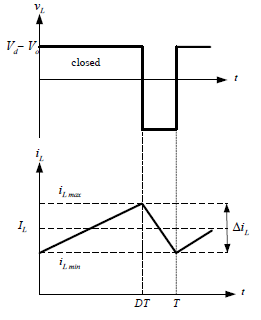 v_L
V_d − V_o
closed
t
i_L
i_L max
I_L
Δi_L
i_L min
DT T
t